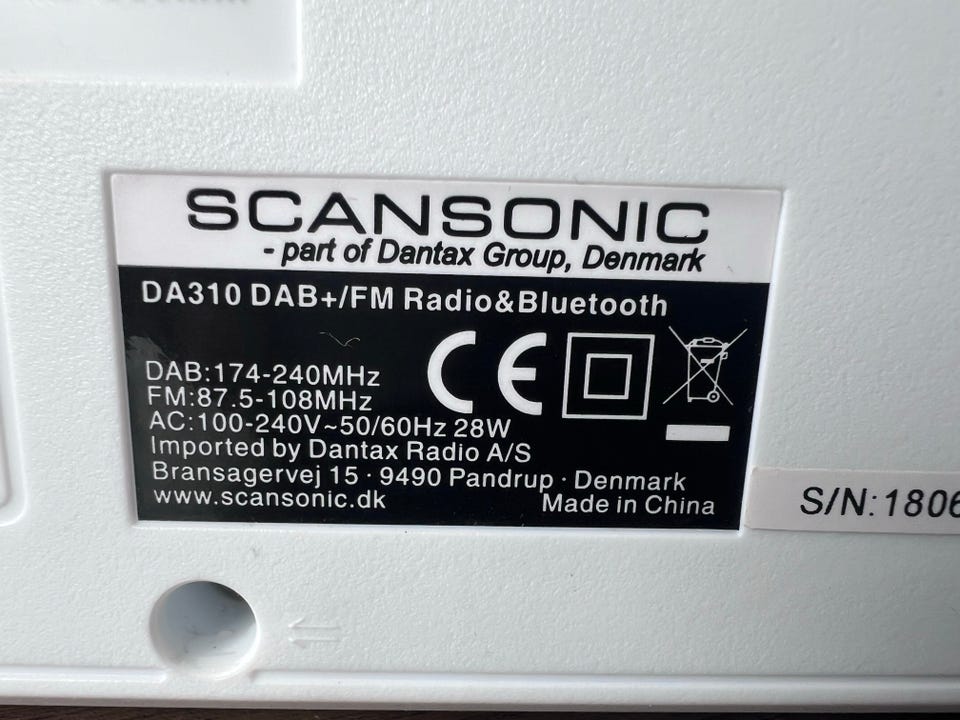 SCANSONIC
- part of Dantax Group, Denmark
DA310 DAB+/FM Radio&Bluetooth
DAB:174-240MHz
FM:87.5-108MHz
AC:100-240V~50/60Hz 28W
Imported by Dantax Radio A/S
Bransagervej 15 · 9490 Pandrup · Denmark
www.scansonic.dk Made in China
CE
S/N:1806